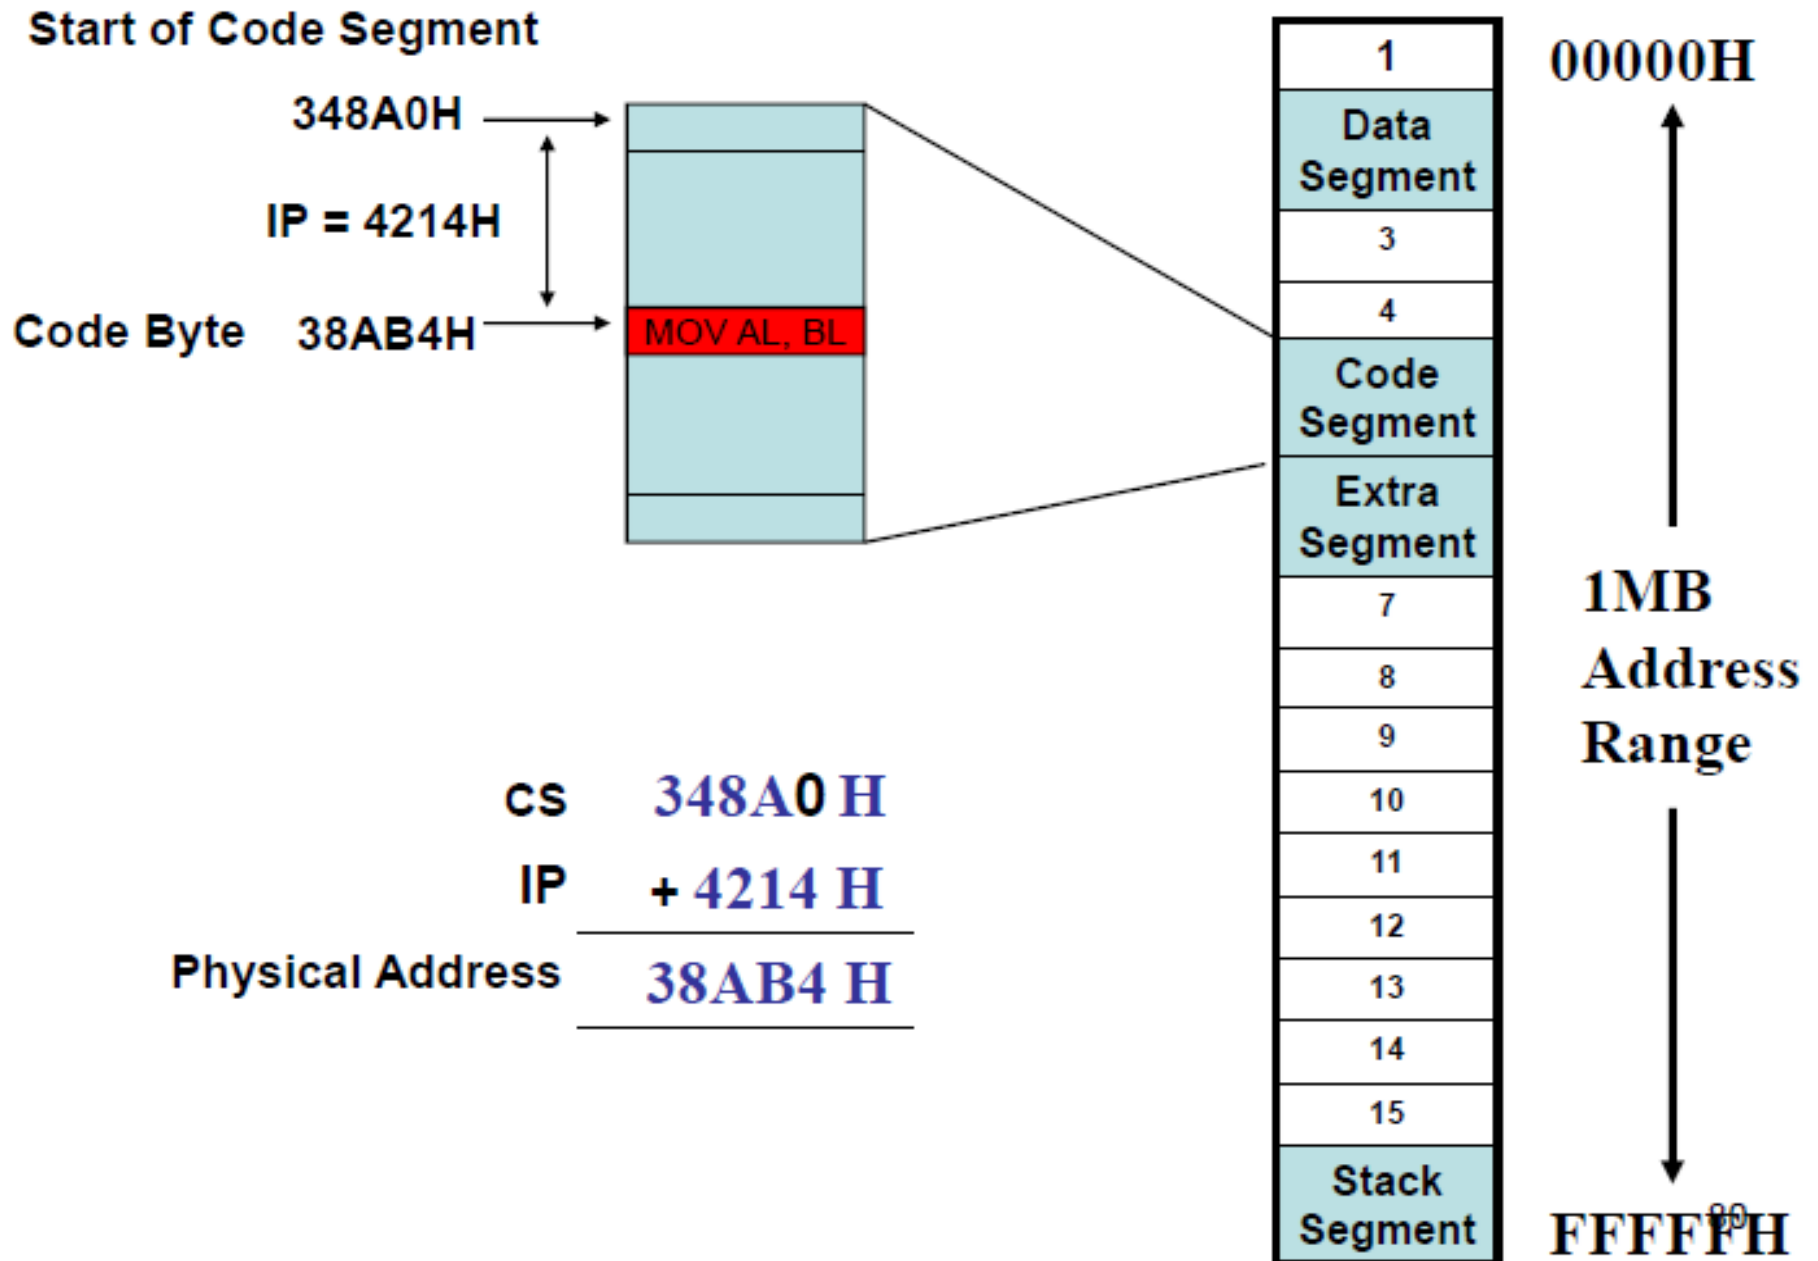 Start of Code Segment
348A0H
IP = 4214H
Code Byte 38AB4H
MOV AL, BL
CS 348A0 H
IP + 4214 H
Physical Address 38AB4 H
1
Data
Segment
3
4
Code
Segment
Extra
Segment
7
8
9
10
11
12
13
14
15
Stack
Segment
00000H
1MB
Address
Range
FFFFFH
80